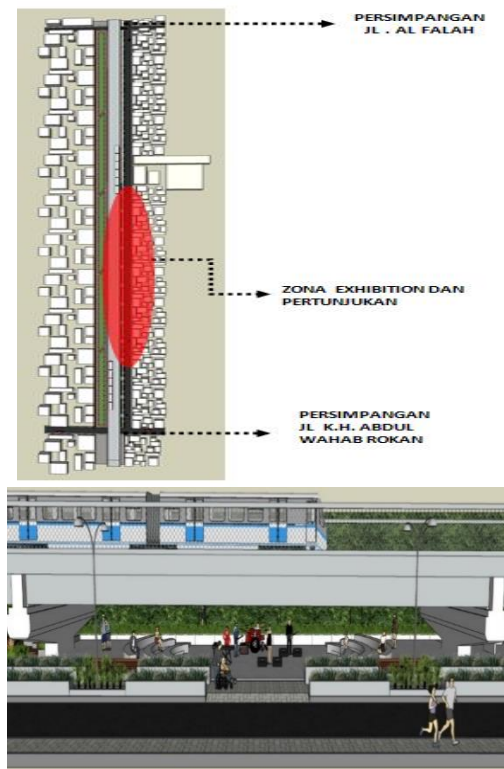 PERSIMPANGAN
JL . AL FALAH
ZONA EXHIBITION DAN
PERTUNJUKAN
PERSIMPANGAN
JL K.H. ABDUL
WAHAB ROKAN